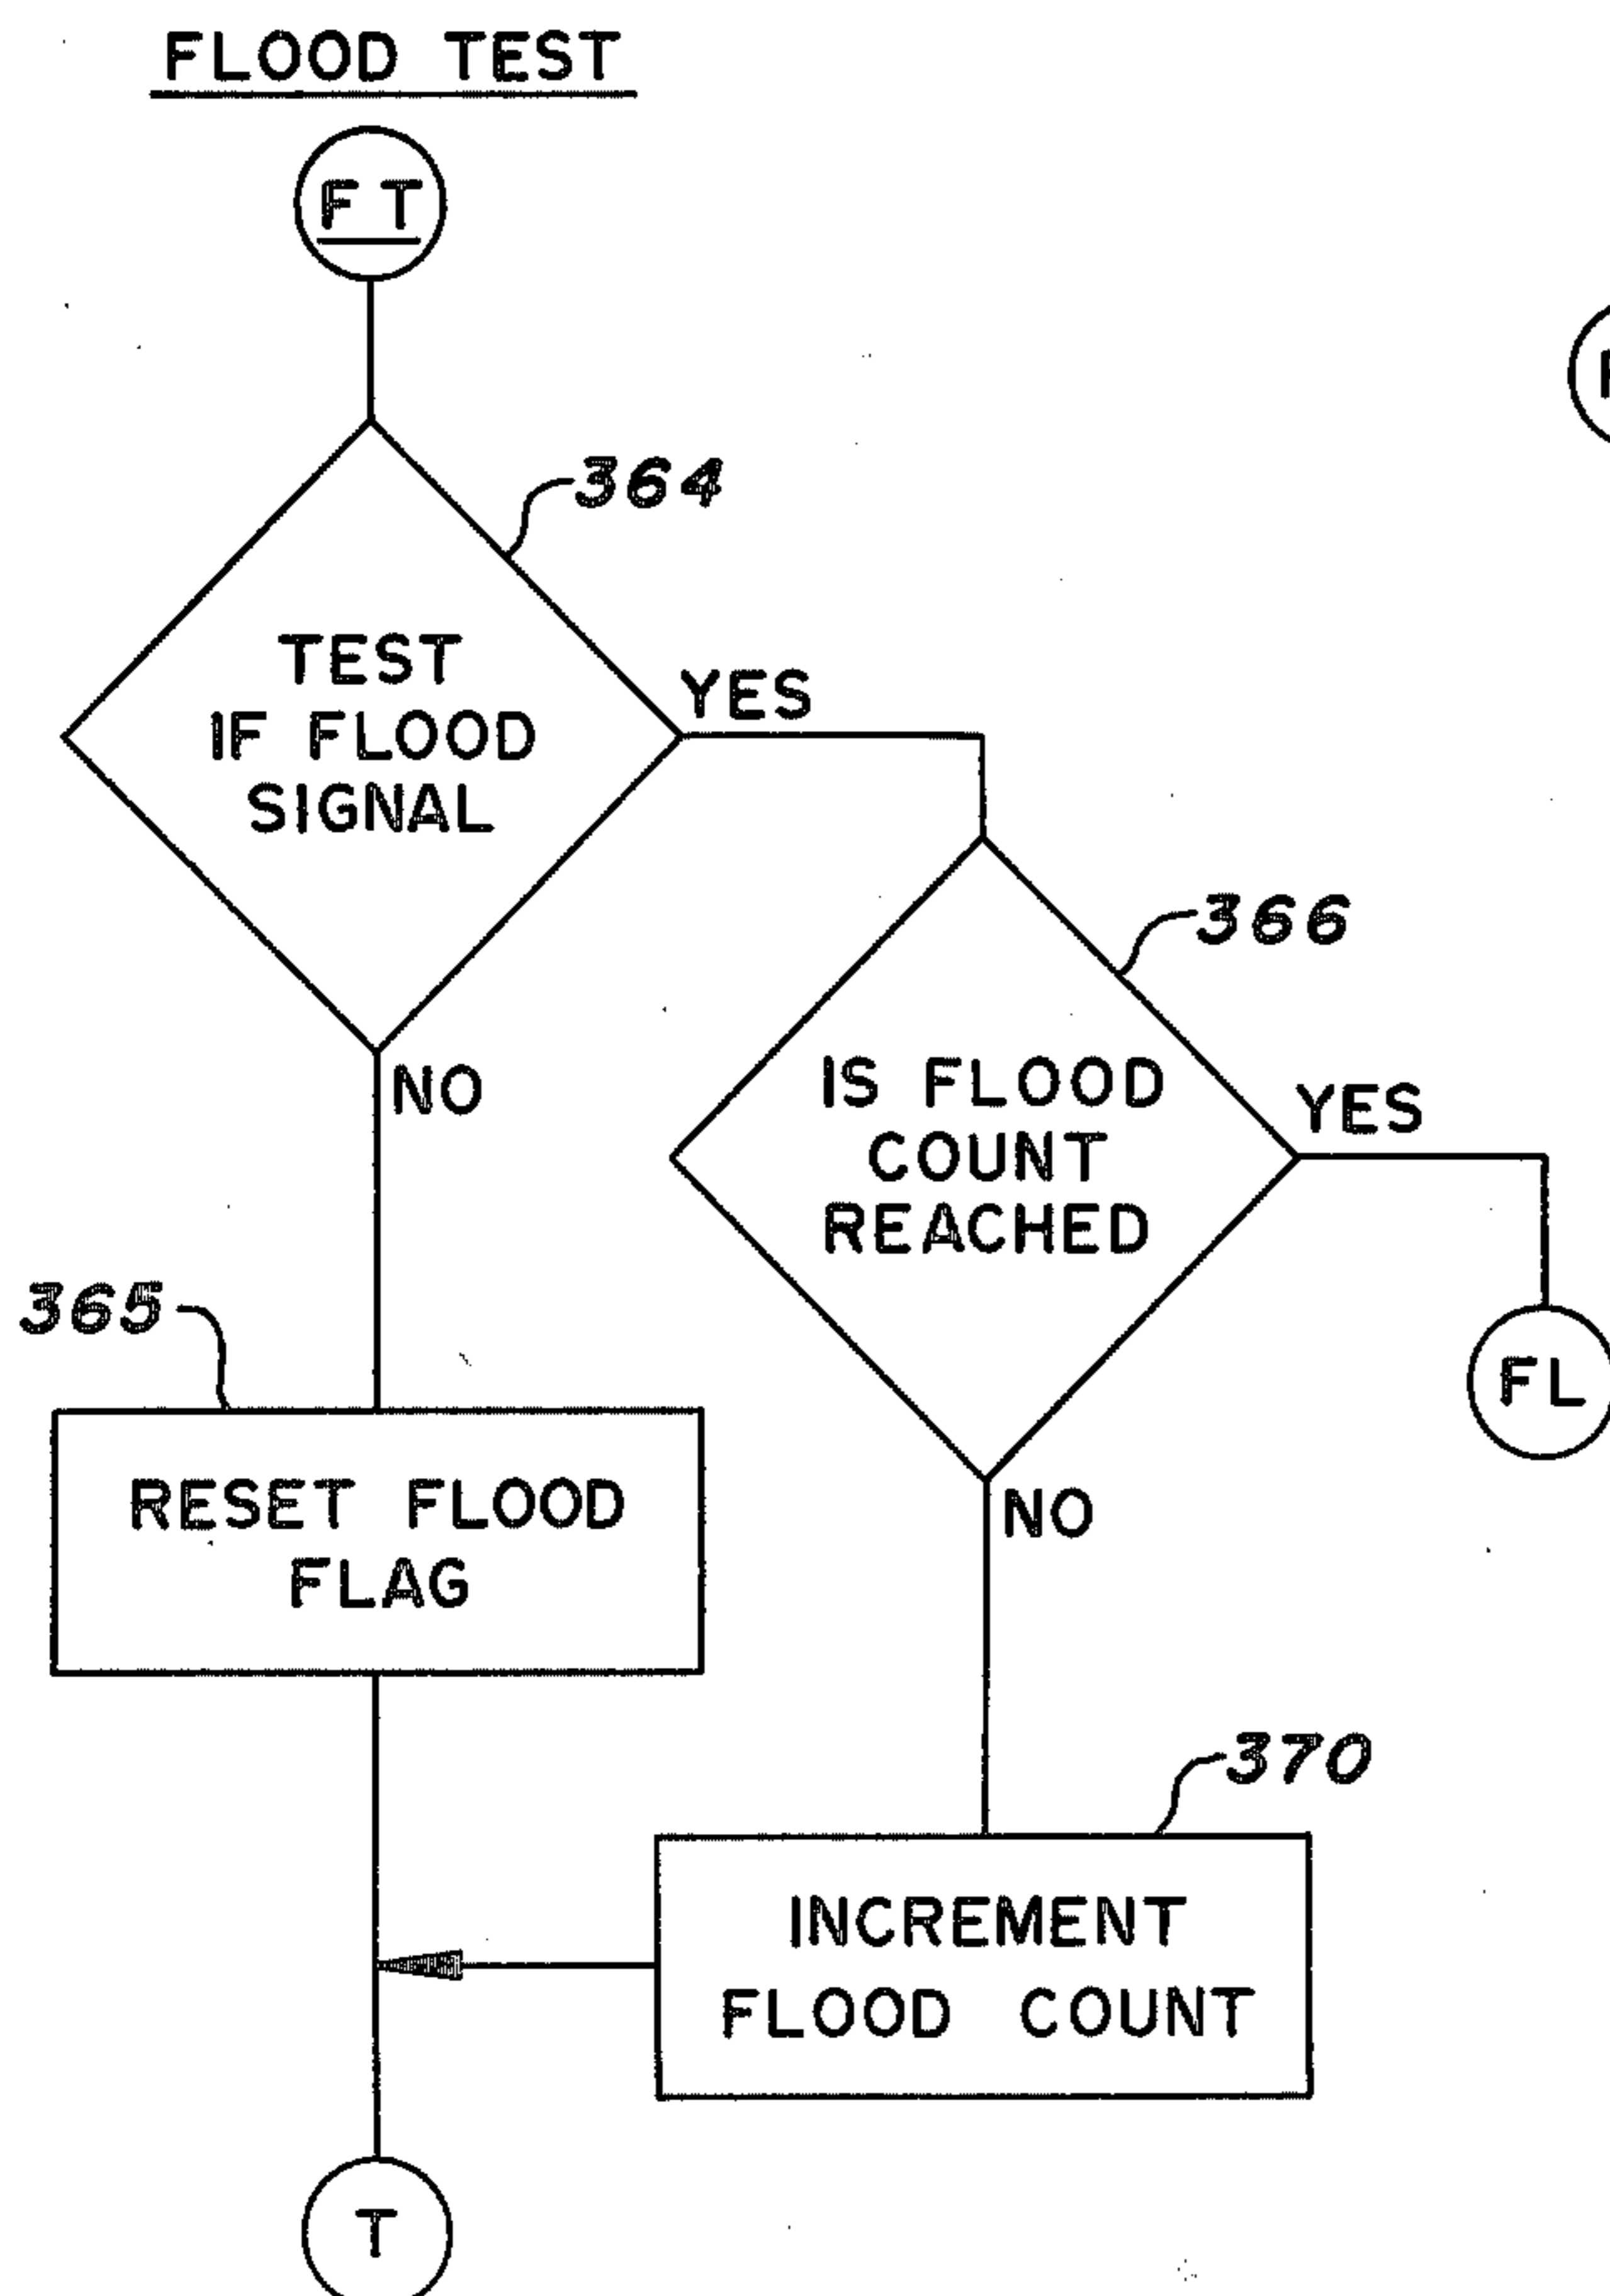 FLOOD TEST
FT
364
TEST
IF FLOOD
SIGNAL
YES
NO
366
IS FLOOD
COUNT
REACHED
YES
FL
NO
365
RESET FLOOD
FLAG
370
INCREMENT
FLOOD COUNT
T